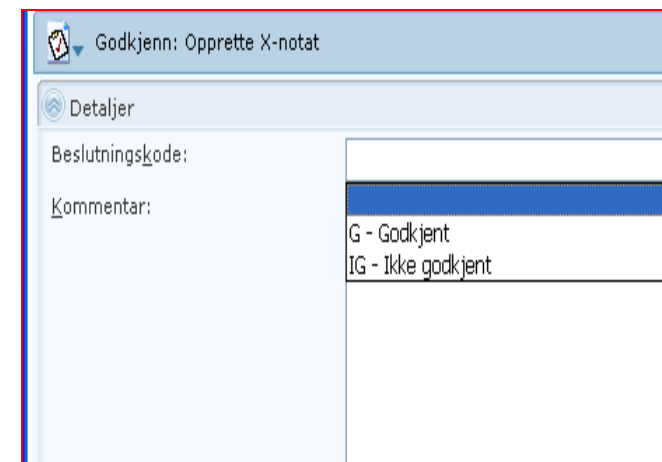 Godkjenn: Opprette X-notat
Detaljer
Beslutningskode:
Kommentar:
G - Godkjent
IG - Ikke godkjent